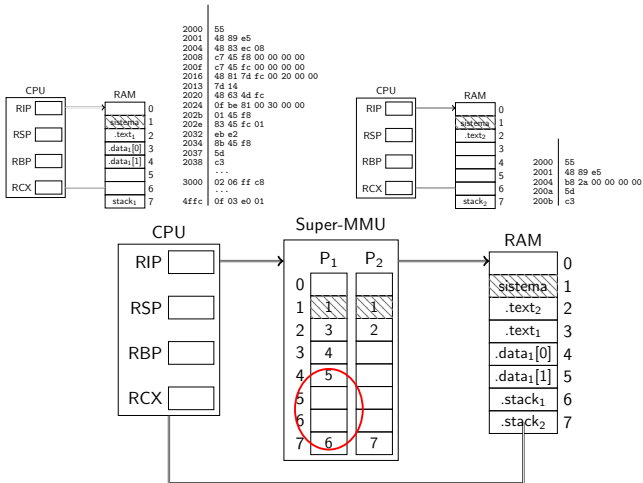 2000 55
2001 48 89 e5
2004 48 83 ec 08
2008 c7 45 f8 00 00 00 00
200f c7 45 fc 00 00 00 00
2016 48 81 7d fc 00 20 00 00
2013 7d 14
2020 48 63 4d fc
2024 0f be 81 00 30 00 00
202b 01 45 f8
202e 83 45 fc 01
2032 eb e2
2034 8b 45 f8
2037 5d
2038 c3
...
3000 02 06 ff c8
...
4ffc 0f 03 e0 01
CPU
RIP
RSP
RBP
RCX
RAM
0
sistema 1
.text₁ 2
.data₁[0] 3
.data₁[1] 4
5
6
stack₁ 7
CPU
RIP
RSP
RBP
RCX
RAM
0
sistema 1
.text₂ 2
3
4
5
6
stack₂ 7
2000 55
2001 48 89 e5
2004 b8 2a 00 00 00 00
200a 5d
200b c3
CPU
RIP
RSP
RBP
RCX
Super-MMU
P₁ P₂
0
1 1 1
2 3 2
3 4
4 5
5
6
7 6 7
RAM
0
sistema 1
.text₂ 2
.text₁ 3
.data₁[0] 4
.data₁[1] 5
.stack₁ 6
.stack₂ 7